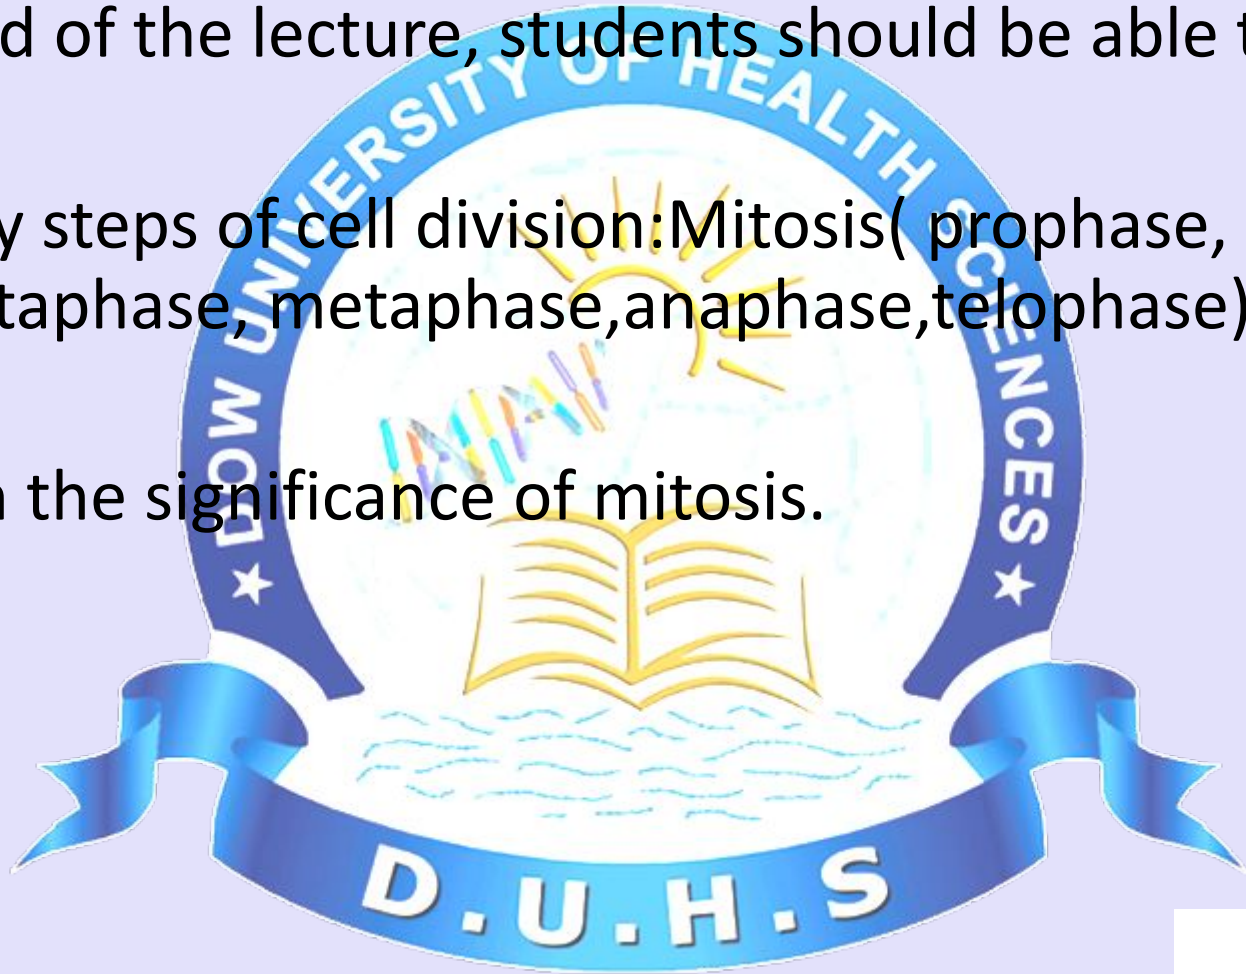 d of the lecture, students should be able t
y steps of cell division:Mitosis( prophase,
taphase, metaphase,anaphase,telophase)
the significance of mitosis.
★ DOW UNIVERSITY OF HEALTH SCIENCES ★
D.U.H.S